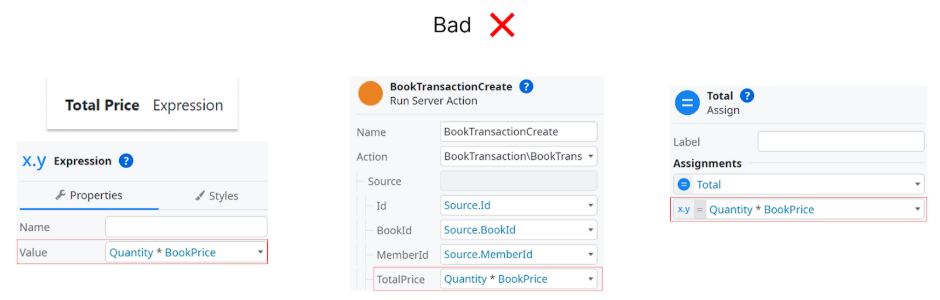 Bad
Total Price Expression
x.y Expression ?
Properties Styles
Name
Value Quantity * BookPrice
BookTransactionCreate ?
Run Server Action
Name BookTransactionCreate
Action BookTransaction\BookTrans
Source
Id Source.Id
BookId Source.BookId
MemberId Source.MemberId
TotalPrice Quantity * BookPrice
= Total ?
Assign
Label
Assignments
= Total
x.y = Quantity * BookPrice